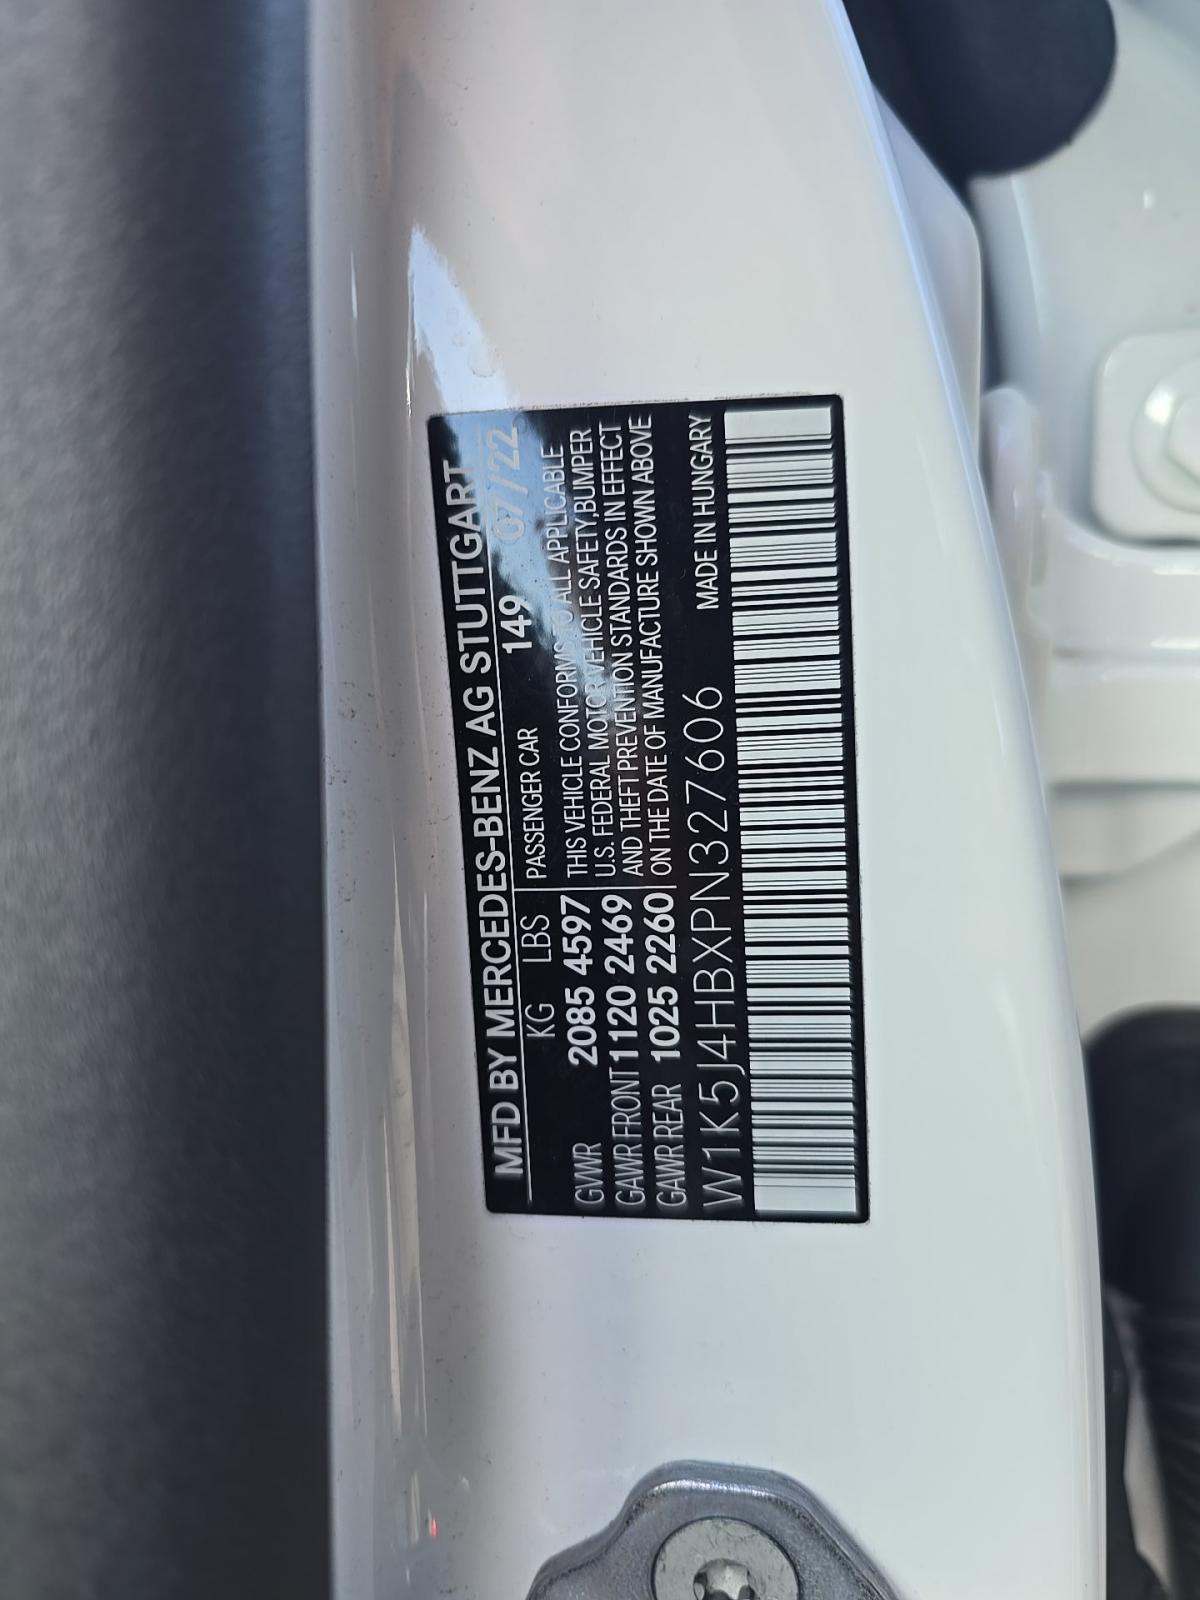 MFD BY MERCEDES-BENZ AG STUTTGART
KG LBS PASSENGER CAR 149 07/22
GVWR 2085 4597 THIS VEHICLE CONFORMS TO ALL APPLICABLE
GAWR FRONT 1120 2469 U.S. FEDERAL MOTOR VEHICLE SAFETY,BUMPER
AND THEFT PREVENTION STANDARDS IN EFFECT
GAWR REAR 1025 2260 ON THE DATE OF MANUFACTURE SHOWN ABOVE
W1K5J4HBXPN327606 MADE IN HUNGARY